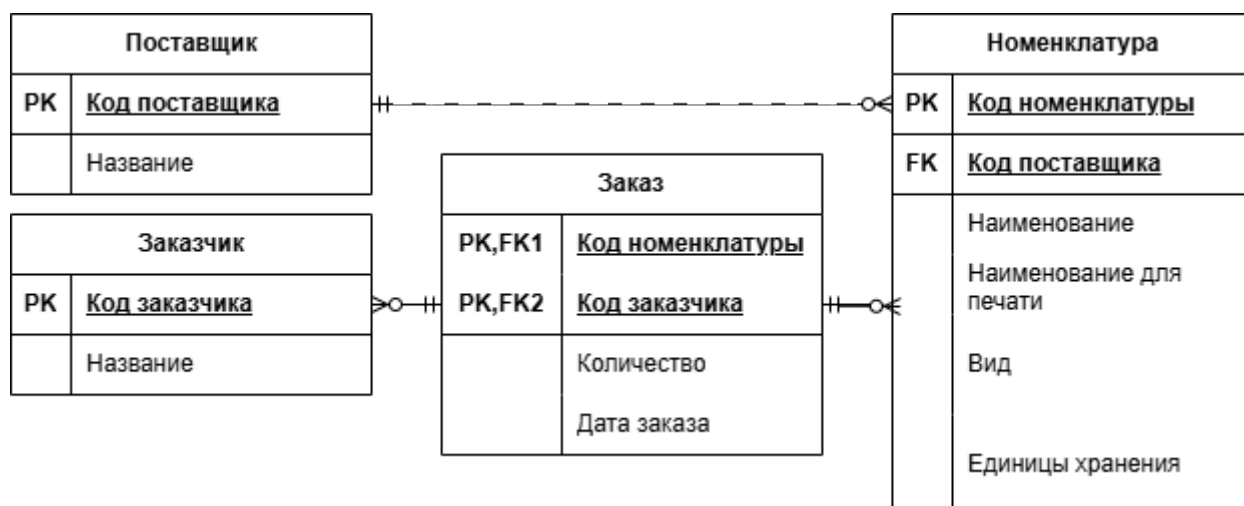 Поставщик
PK Код поставщика
Название
Заказчик
PK Код заказчика
Название
Заказ
PK,FK1 Код номенклатуры
PK,FK2 Код заказчика
Количество
Дата заказа
Номенклатура
PK Код номенклатуры
FK Код поставщика
Наименование
Наименование для
печати
Вид
Единицы хранения